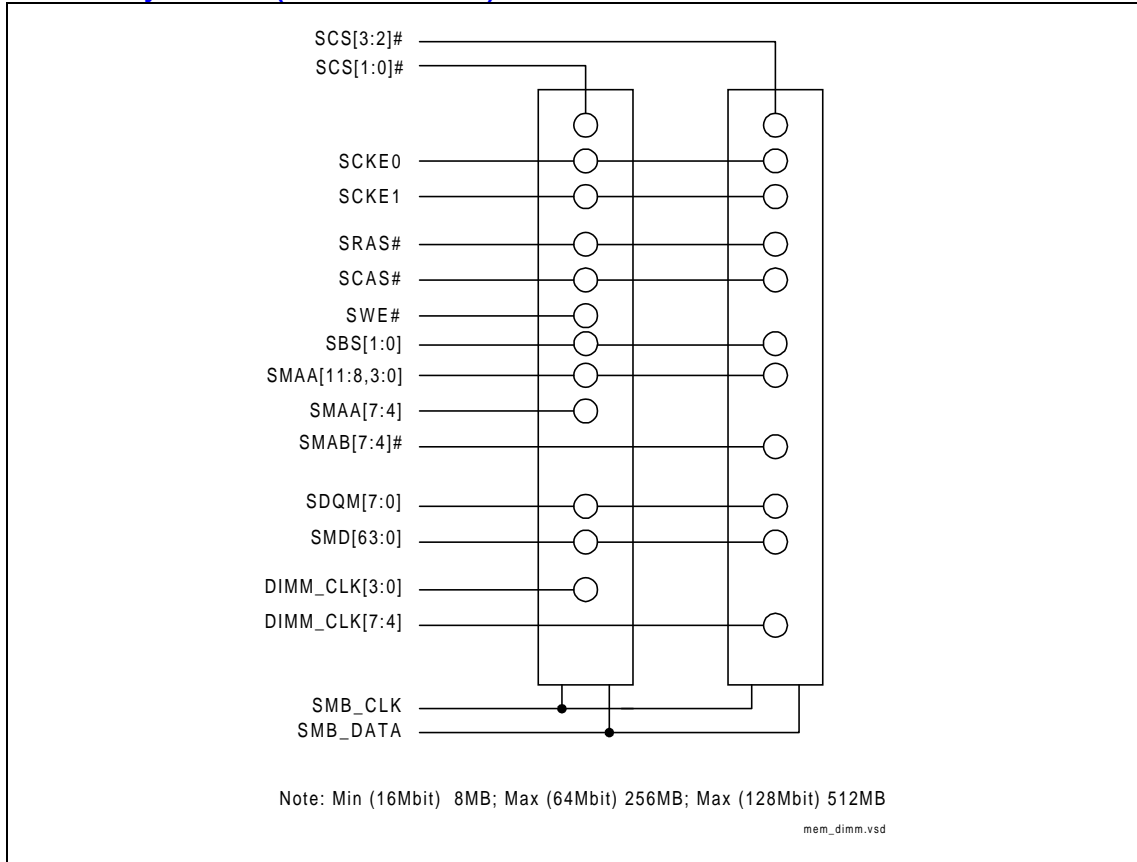 SCS[3:2]#
SCS[1:0]#
SCKE0
SCKE1
SRAS#
SCAS#
SWE#
SBS[1:0]
SMAA[11:8,3:0]
SMAA[7:4]
SMAB[7:4]#
SDQM[7:0]
SMD[63:0]
DIMM_CLK[3:0]
DIMM_CLK[7:4]
SMB_CLK
SMB_DATA
Note: Min (16Mbit) 8MB; Max (64Mbit) 256MB; Max (128Mbit) 512MB
mem_dimm.vsd